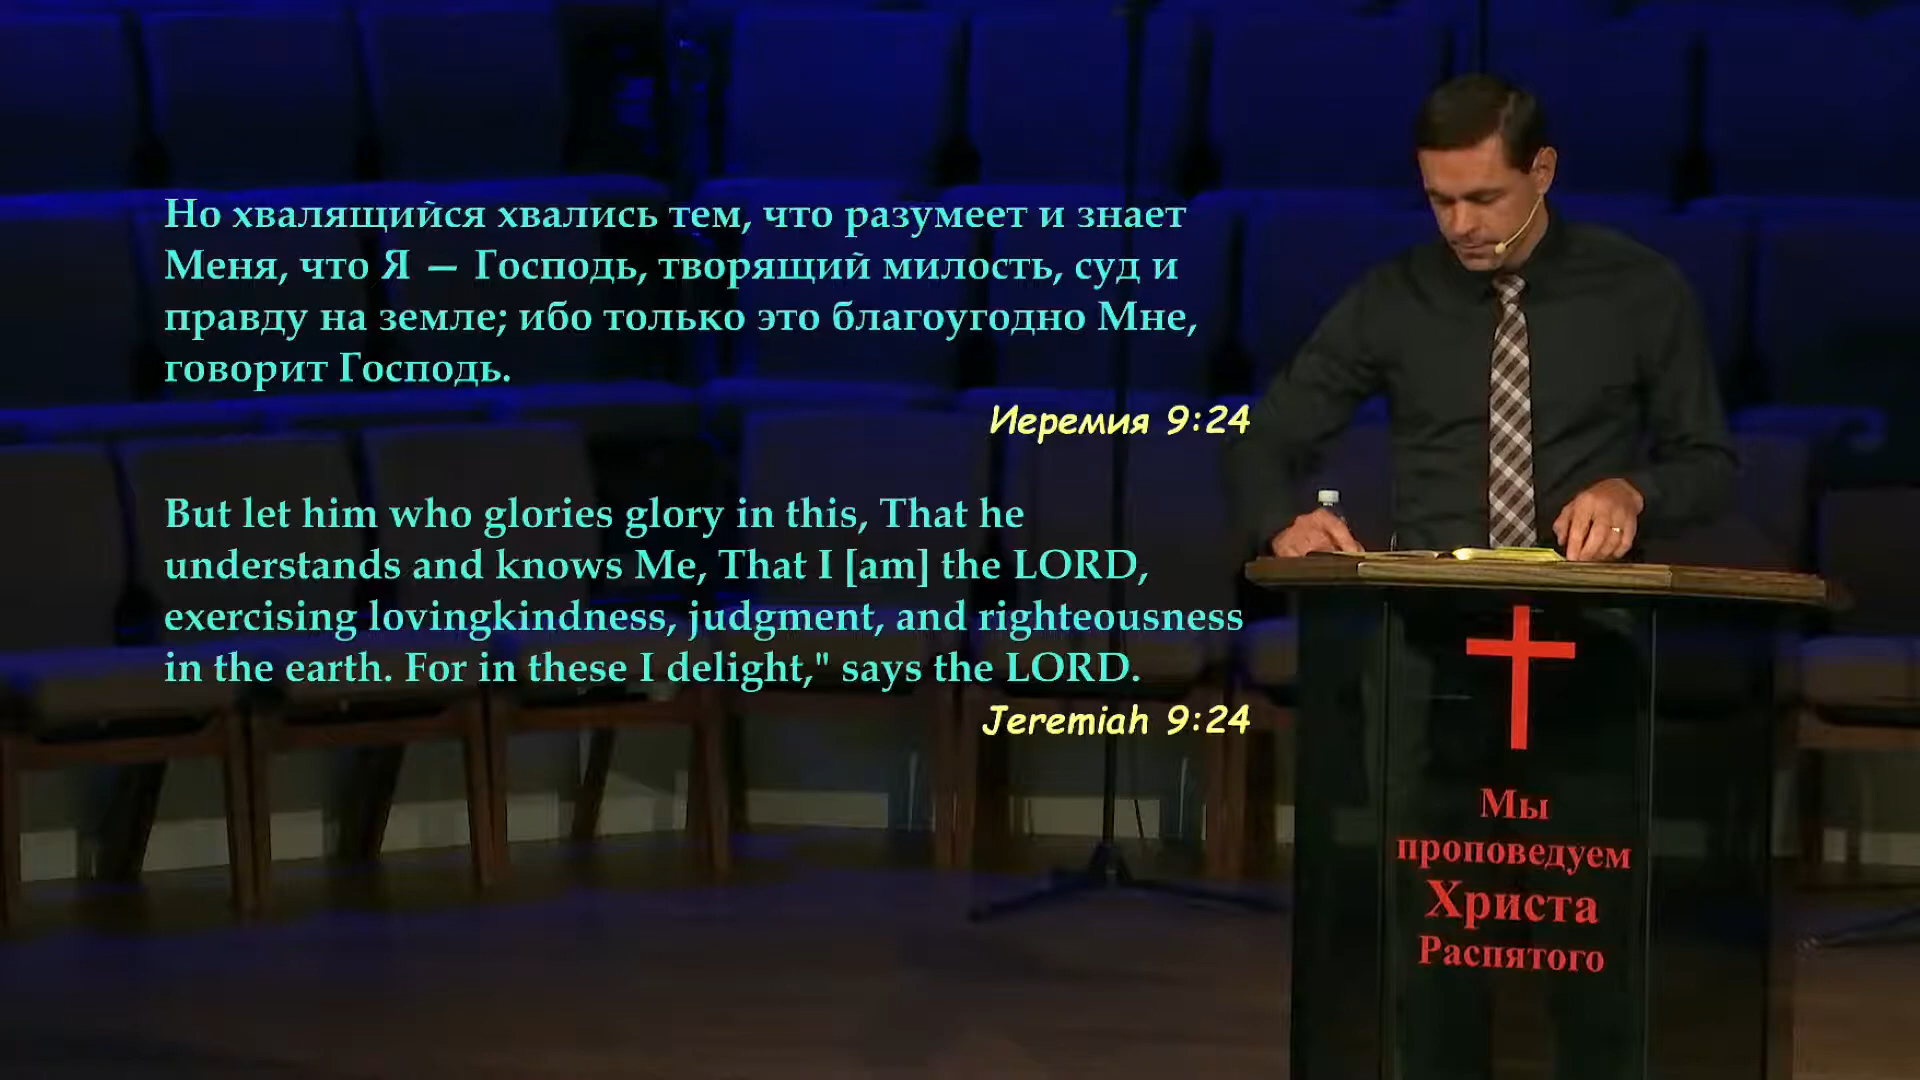 Но хвалящийся хвались тем, что разумеет и знает
Меня, что Я — Господь, творящий милость, суд и
правду на земле; ибо только это благоугодно Мне,
говорит Господь.
Иеремия 9:24
But let him who glories glory in this, That he
understands and knows Me, That I [am] the LORD,
exercising lovingkindness, judgment, and righteousness
in the earth. For in these I delight," says the LORD.
Jeremiah 9:24
Мы
проповедуем
Христа
Распятого